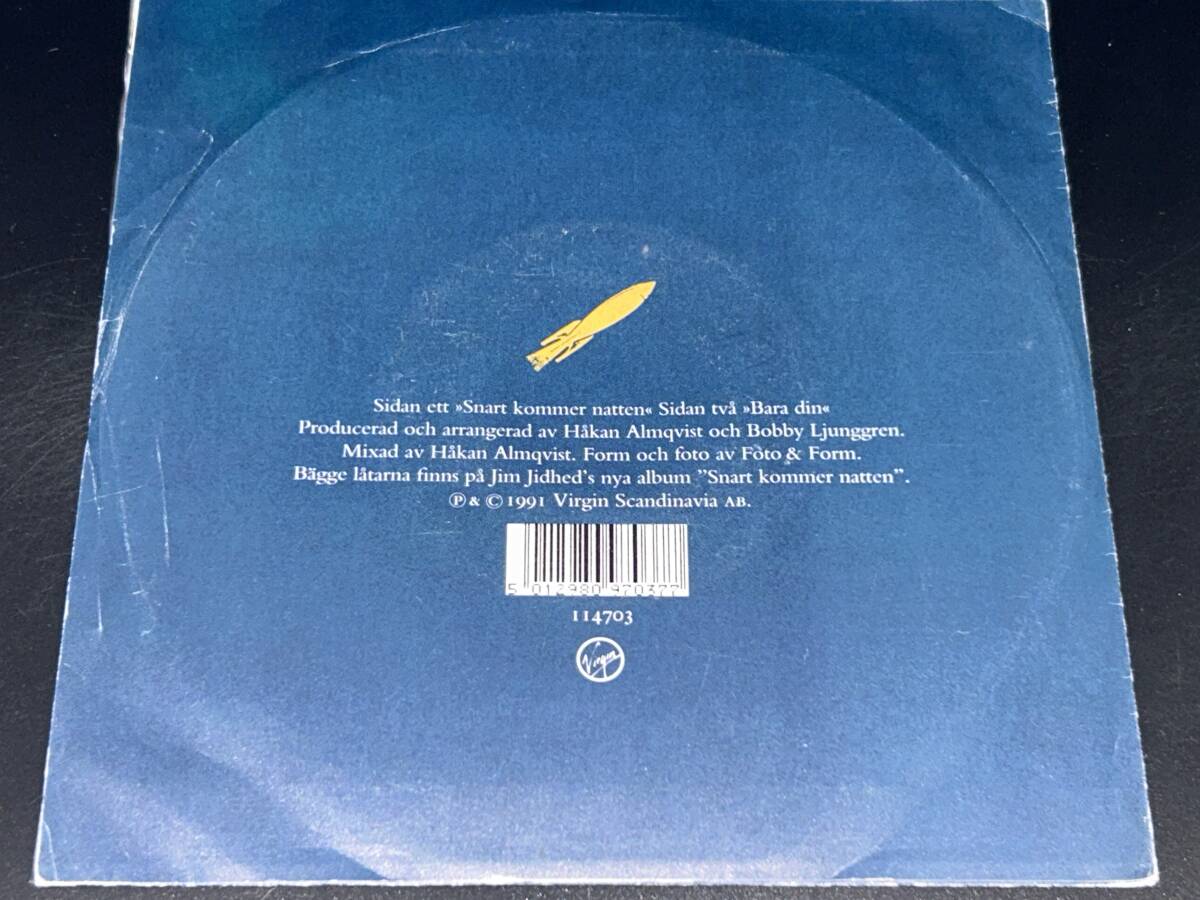 Sidan ett »Snart kommer natten« Sidan två »Bara din«
Producerad och arrangerad av Håkan Almqvist och Bobby Ljunggren.
Mixad av Håkan Almqvist. Form och foto av Foto & Form.
Bägge låtarna finns på Jim Jidhed's nya album ”Snart kommer natten”.
Ⓟ & © 1991 Virgin Scandinavia AB.
5 012980 970377
114703
Virgin